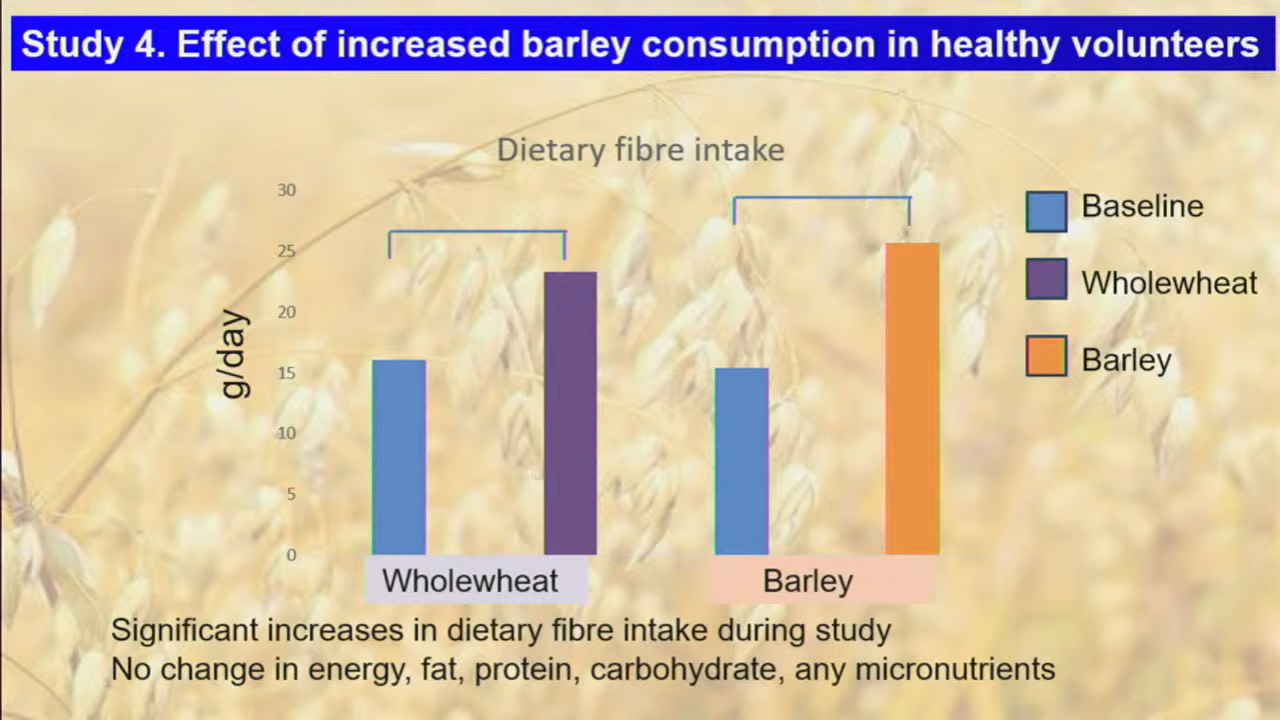 Study 4. Effect of increased barley consumption in healthy volunteers
Dietary fibre intake
30
25
20
15
10
5
0
g/day
Baseline
Wholewheat
Barley
Wholewheat
Barley
Significant increases in dietary fibre intake during study
No change in energy, fat, protein, carbohydrate, any micronutrients